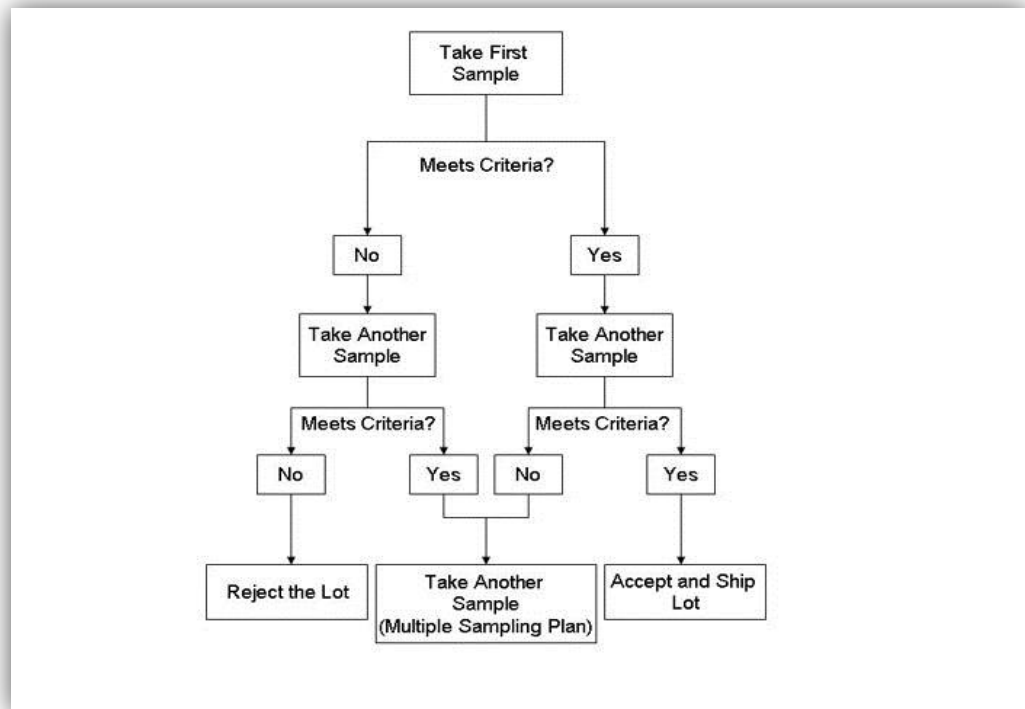 Take First
Sample
Meets Criteria?
No
Yes
Take Another
Sample
Take Another
Sample
Meets Criteria?
Meets Criteria?
No
Yes
No
Yes
Reject the Lot
Take Another
Sample
(Multiple Sampling Plan)
Accept and Ship
Lot